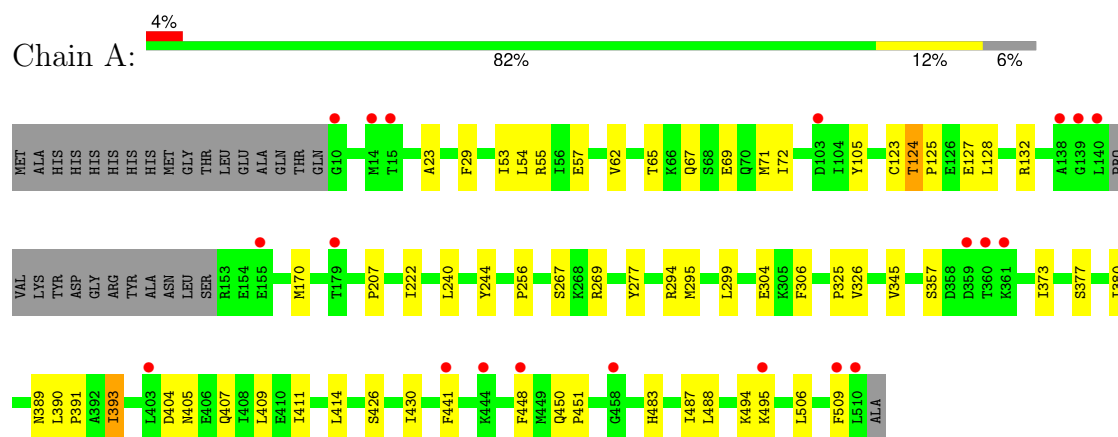 4%
Chain A:
82% 12% 6%
MET ALA HIS HIS HIS HIS HIS HIS MET GLY THR LEU GLU ALA GLN THR GLN G10 M14 T15 A23 F29 I53 L54 R55 I56 E57 V62 T65 K66 Q67 S68 E69 Q70 M71 I72 D103 I104 Y105 C123 T124 P125 E126 E127 L128 R132 A138 G139 L140 PRO
VAL LYS TYR ASP GLY ARG TYR ALA ASN LEU SER R153 E154 E155 M170 T179 P207 I222 L240 Y244 P256 S267 K268 R269 Y277 R294 M295 L299 E304 K305 F306 P325 V326 V345 S357 D358 D359 T360 K361 I373 S377 I380
N389 L390 P391 A392 I393 L403 D404 N405 E406 Q407 I408 L409 E410 I411 L414 S426 I430 F441 K444 F448 M449 Q450 P451 G458 H483 I487 L488 K494 K495 L506 F509 L510 ALA